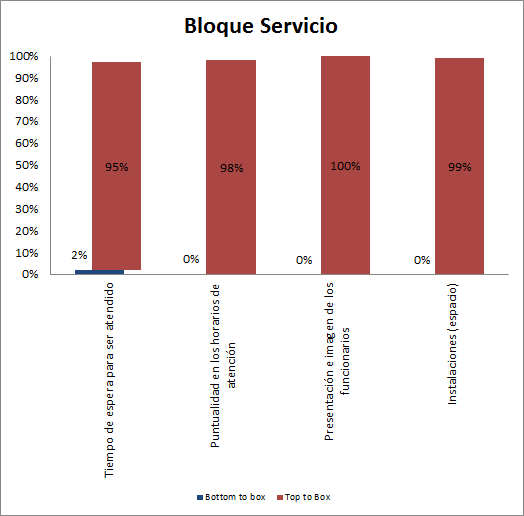 Bloque Servicio
100%
90%
80%
70%
60%
50%
40%
30%
20%
10%
0%
95%
98%
100%
99%
2%
0%
0%
0%
Tiempo de espera para ser atendido
Puntualidad en los horarios de
atención
Presentación e imagen de los
funcionarios
Instalaciones (espacio)
Bottom to box
Top to Box